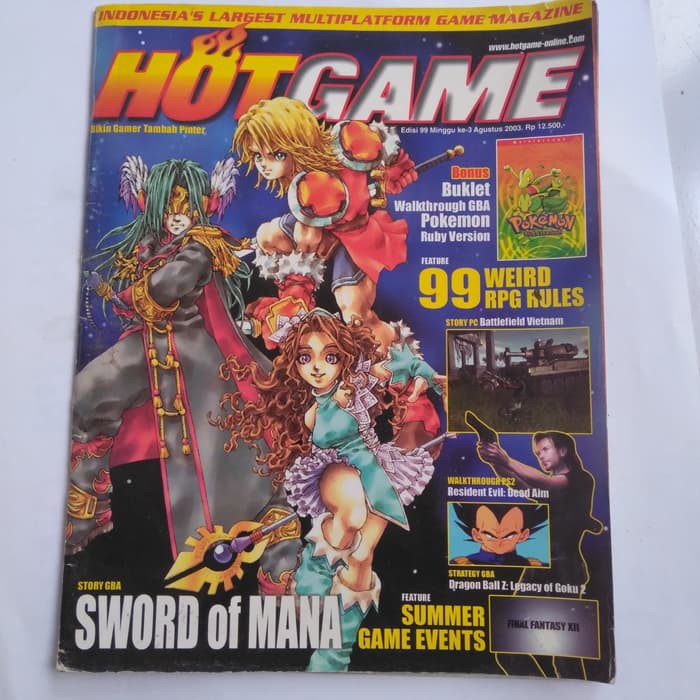 INDONESIA'S LARGEST MULTIPLATFORM GAME MAGAZINE
www.hotgame-online.com
HOTGAME
Bikin Gamer Tambah Pinter,
Edisi 99 Minggu ke-3 Agustus 2003. Rp 12.500,-
Bonus
Buklet
Walkthrough GBA
Pokemon
Ruby Version
POKéMON
FEATURE
99 WEIRD
RPG RULES
STORY PC Battlefield Vietnam
WALKTHROUGH PS2
Resident Evil: Dead Aim
STRATEGY GBA
Dragon Ball Z: Legacy of Goku 2
STORY GBA
SWORD of MANA
FEATURE
SUMMER
GAME EVENTS
FINAL FANTASY XII